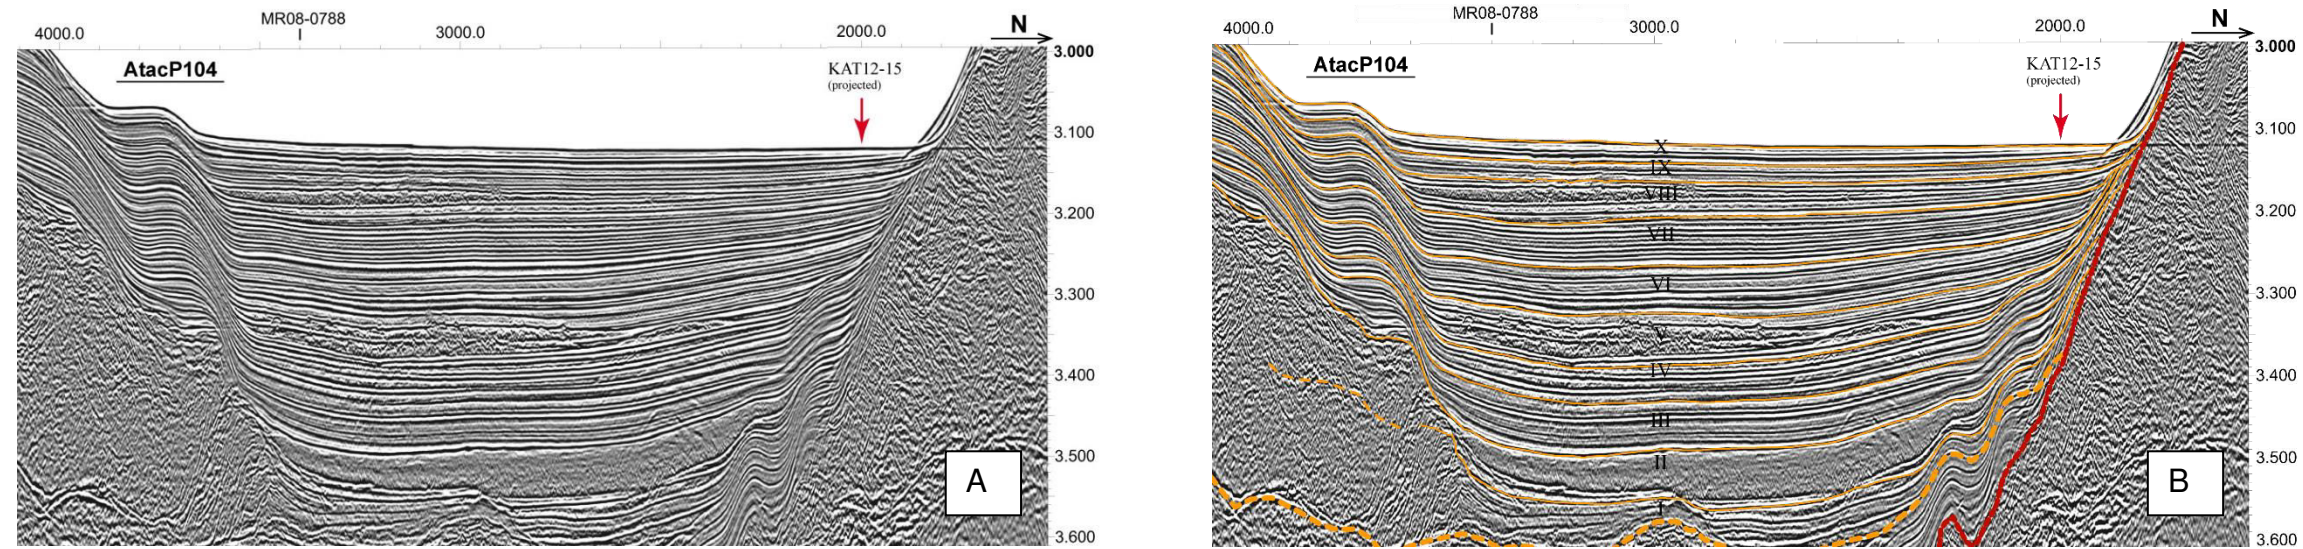 MR08-0788
4000.0 3000.0 2000.0 N
3.000
AtacP104
KAT12-15
(projected)
3.100
3.200
3.300
3.400
3.500
3.600
A
MR08-0788
4000.0 3000.0 2000.0 N
3.000
AtacP104
KAT12-15
(projected)
3.100
X
IX
VIII
3.200
VII
VI
3.300
V
IV
3.400
III
II
3.500
I
3.600
B